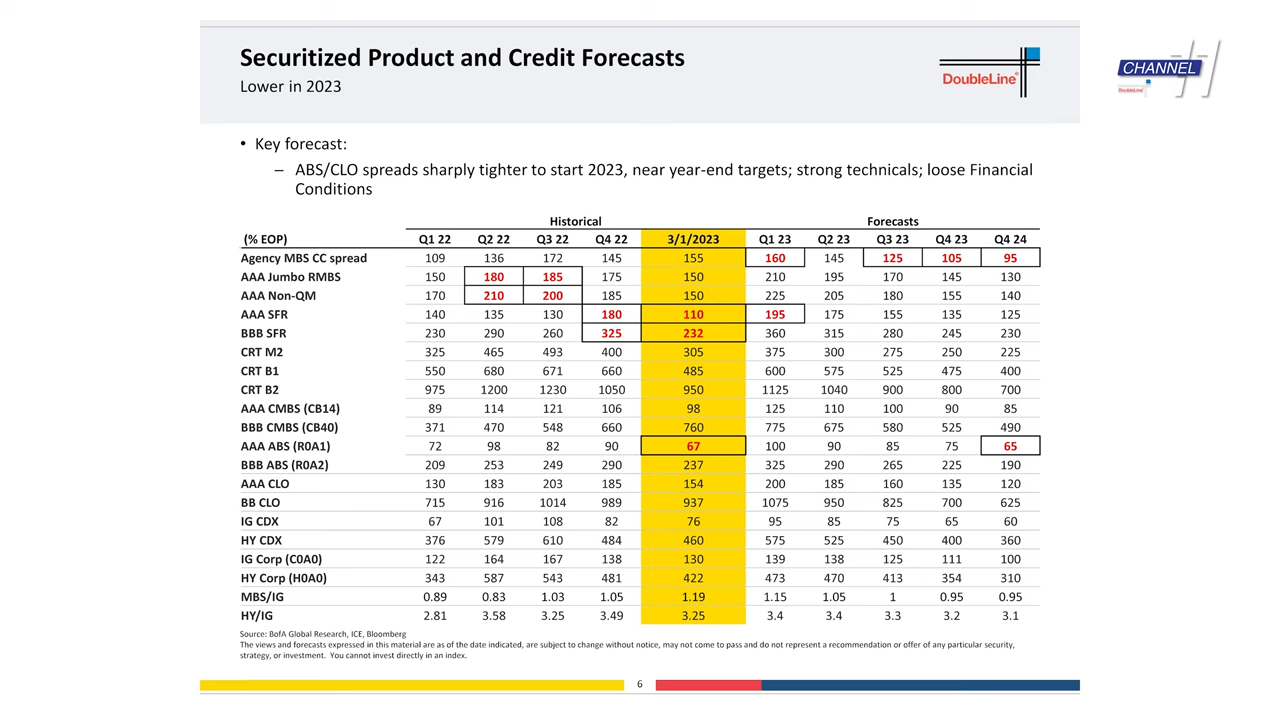 Securitized Product and Credit Forecasts
Lower in 2023
DoubleLine®
CHANNEL 11
DoubleLine
• Key forecast:
– ABS/CLO spreads sharply tighter to start 2023, near year-end targets; strong technicals; loose Financial
Conditions
Historical Forecasts
(% EOP) Q1 22 Q2 22 Q3 22 Q4 22 3/1/2023 Q1 23 Q2 23 Q3 23 Q4 23 Q4 24
Agency MBS CC spread 109 136 172 145 155 160 145 125 105 95
AAA Jumbo RMBS 150 180 185 175 150 210 195 170 145 130
AAA Non-QM 170 210 200 185 150 225 205 180 155 140
AAA SFR 140 135 130 180 110 195 175 155 135 125
BBB SFR 230 290 260 325 232 360 315 280 245 230
CRT M2 325 465 493 400 305 375 300 275 250 225
CRT B1 550 680 671 660 485 600 575 525 475 400
CRT B2 975 1200 1230 1050 950 1125 1040 900 800 700
AAA CMBS (CB14) 89 114 121 106 98 125 110 100 90 85
BBB CMBS (CB40) 371 470 548 660 760 775 675 580 525 490
AAA ABS (R0A1) 72 98 82 90 67 100 90 85 75 65
BBB ABS (R0A2) 209 253 249 290 237 325 290 265 225 190
AAA CLO 130 183 203 185 154 200 185 160 135 120
BB CLO 715 916 1014 989 937 1075 950 825 700 625
IG CDX 67 101 108 82 76 95 85 75 65 60
HY CDX 376 579 610 484 460 575 525 450 400 360
IG Corp (C0A0) 122 164 167 138 130 139 138 125 111 100
HY Corp (H0A0) 343 587 543 481 422 473 470 413 354 310
MBS/IG 0.89 0.83 1.03 1.05 1.19 1.15 1.05 1 0.95 0.95
HY/IG 2.81 3.58 3.25 3.49 3.25 3.4 3.4 3.3 3.2 3.1
Source: BofA Global Research, ICE, Bloomberg
The views and forecasts expressed in this material are as of the date indicated, are subject to change without notice, may not come to pass and do not represent a recommendation or offer of any particular security,
strategy, or investment. You cannot invest directly in an index.
6